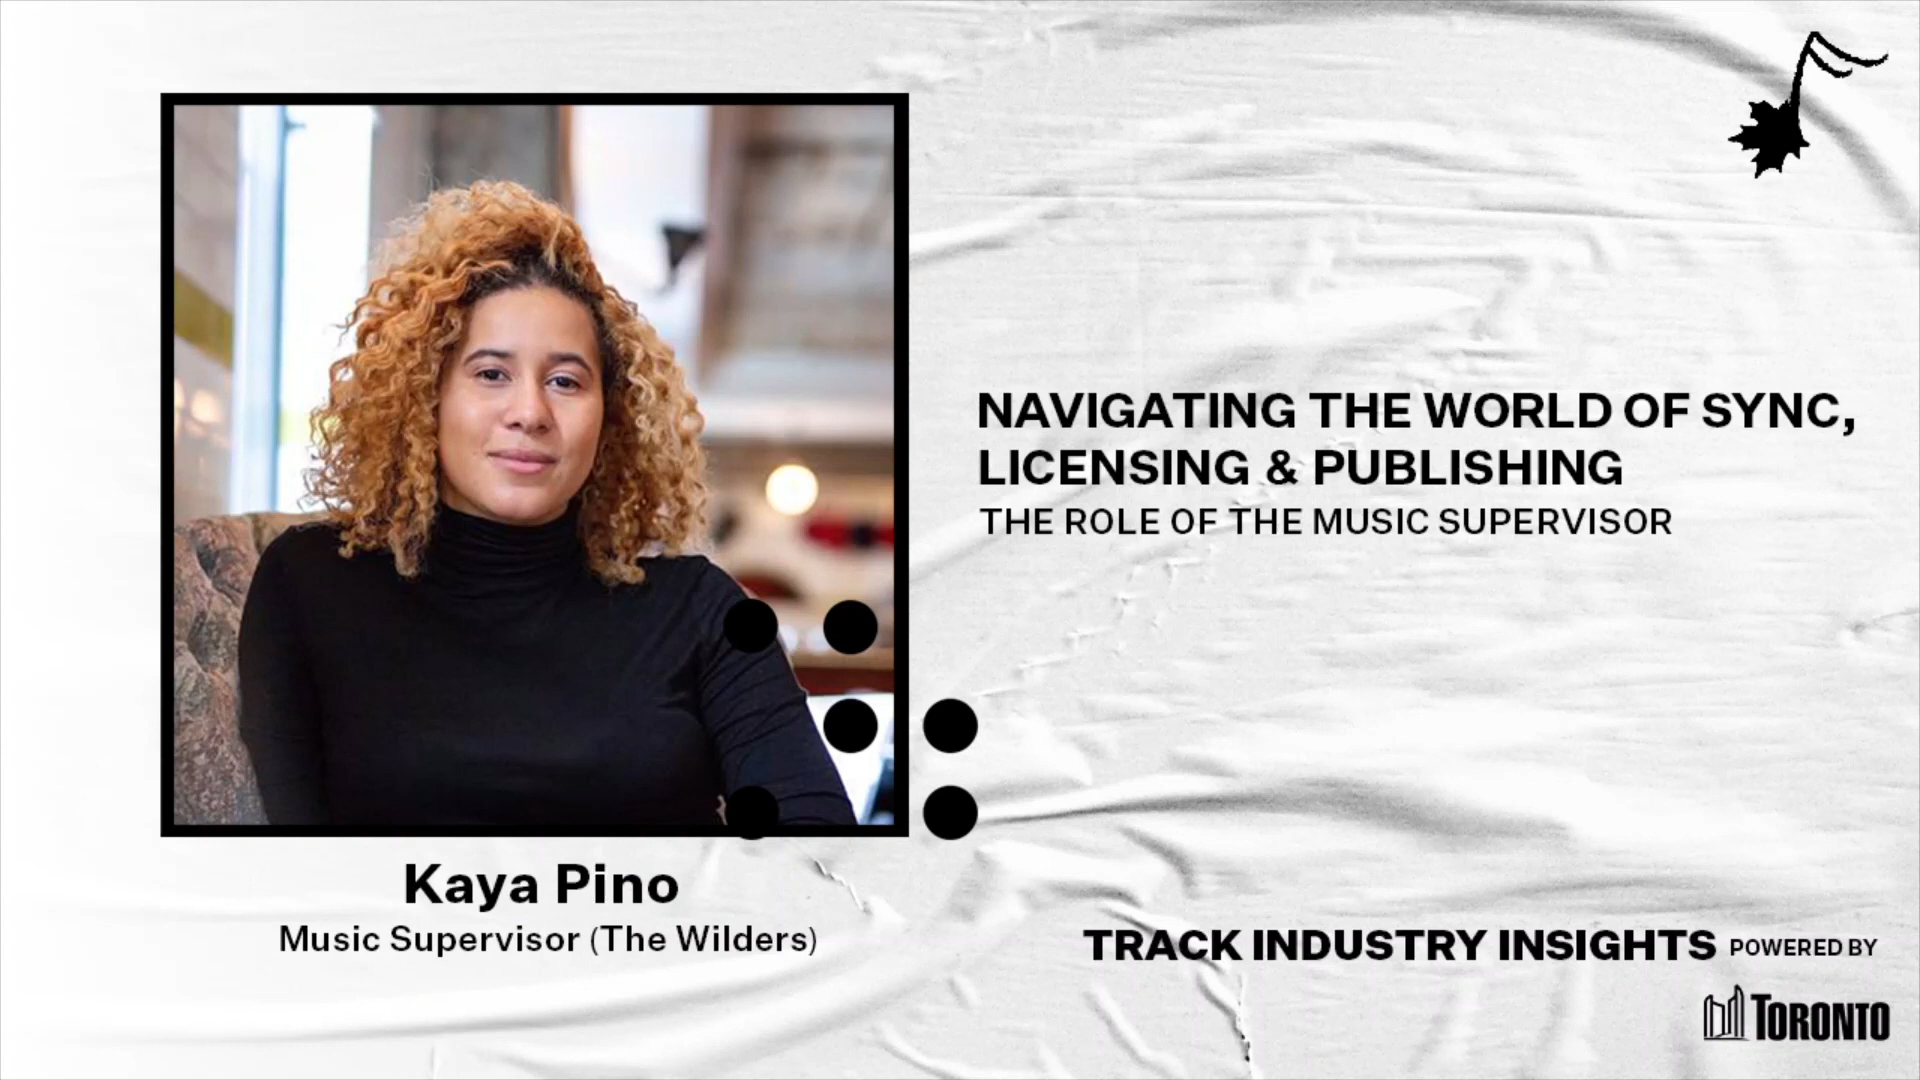 NAVIGATING THE WORLD OF SYNC,
LICENSING & PUBLISHING
THE ROLE OF THE MUSIC SUPERVISOR
Kaya Pino
Music Supervisor (The Wilders)
TRACK INDUSTRY INSIGHTS POWERED BY
TORONTO